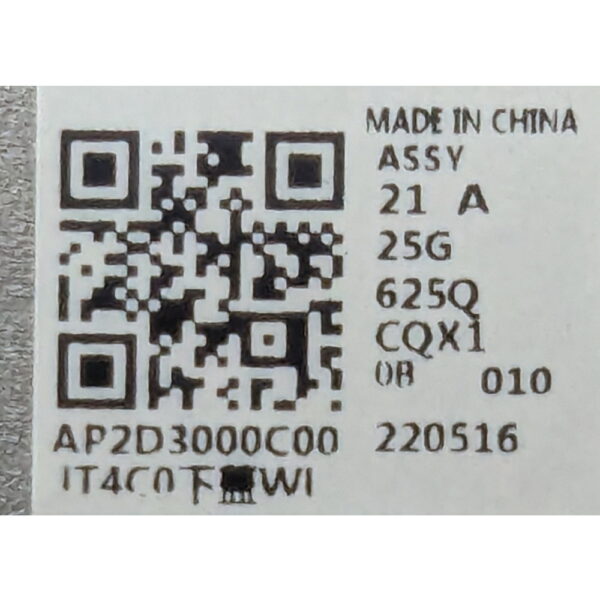 MADE IN CHINA
ASSY
21 A
25G
625Q
CQX1
0B 010
220516
AP2D3000C00